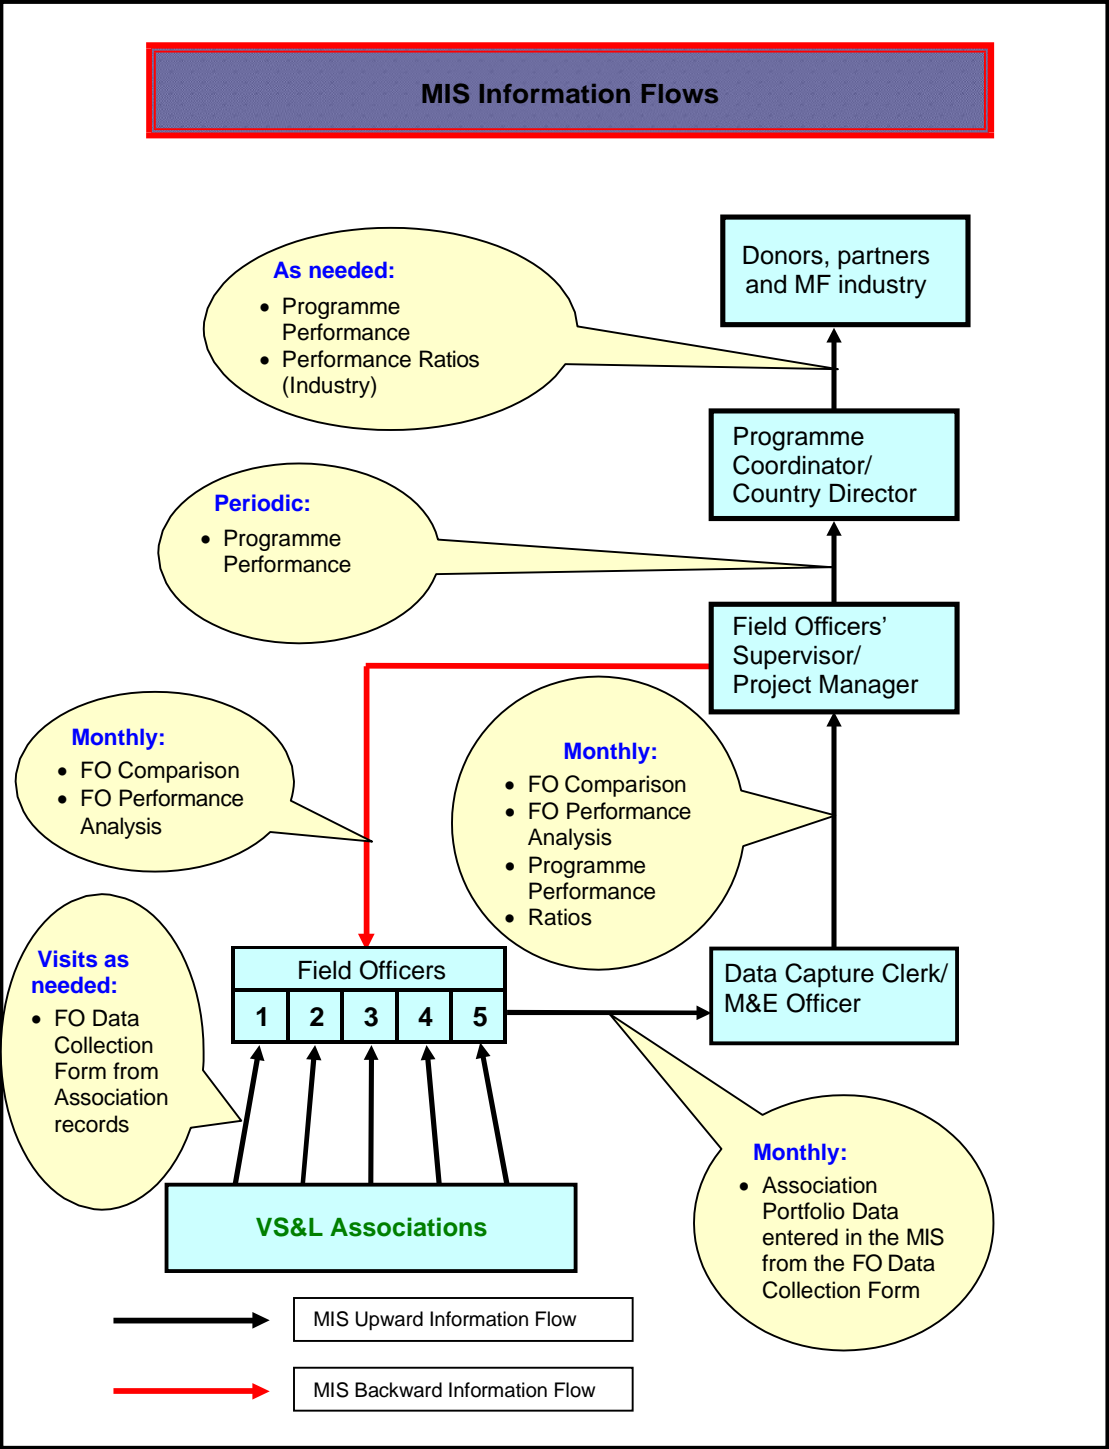 MIS Information Flows
Donors, partners
and MF industry
As needed:
• Programme
Performance
• Performance Ratios
(Industry)
Programme
Coordinator/
Country Director
Periodic:
• Programme
Performance
Field Officers’
Supervisor/
Project Manager
Monthly:
• FO Comparison
• FO Performance
Analysis
Monthly:
• FO Comparison
• FO Performance
Analysis
• Programme
Performance
• Ratios
Visits as
needed:
• FO Data
Collection
Form from
Association
records
Field Officers
1 2 3 4 5
Data Capture Clerk/
M&E Officer
Monthly:
• Association
Portfolio Data
entered in the MIS
from the FO Data
Collection Form
VS&L Associations
MIS Upward Information Flow
MIS Backward Information Flow